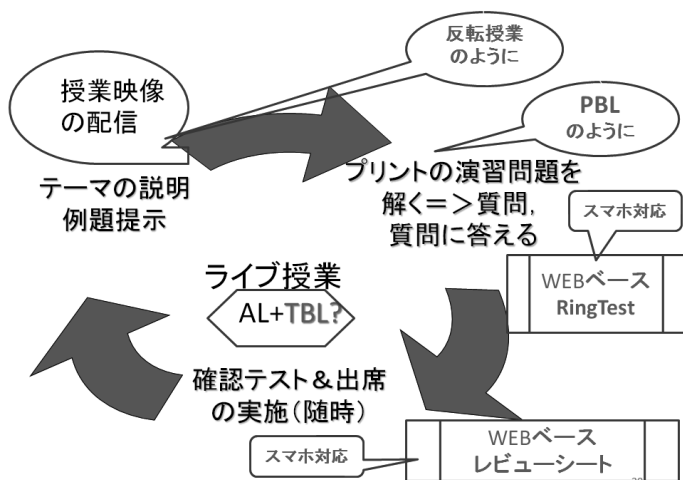 反転授業
のように
授業映像
の配信
PBL
のように
テーマの説明
例題提示
プリントの演習問題を
解く＝＞質問,
質問に答える
スマホ対応
ライブ授業
AL+TBL?
WEBベース
RingTest
確認テスト＆出席
の実施（随時）
WEBベース
レビューシート
スマホ対応